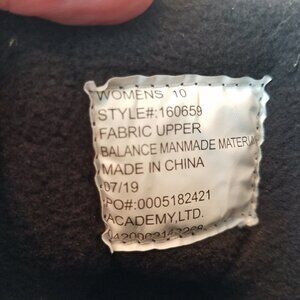 WOMENS 10
STYLE#:160659
FABRIC UPPER
BALANCE MANMADE MATERIA
MADE IN CHINA
07/19
PO#:0005182421
ACADEMY,LTD.